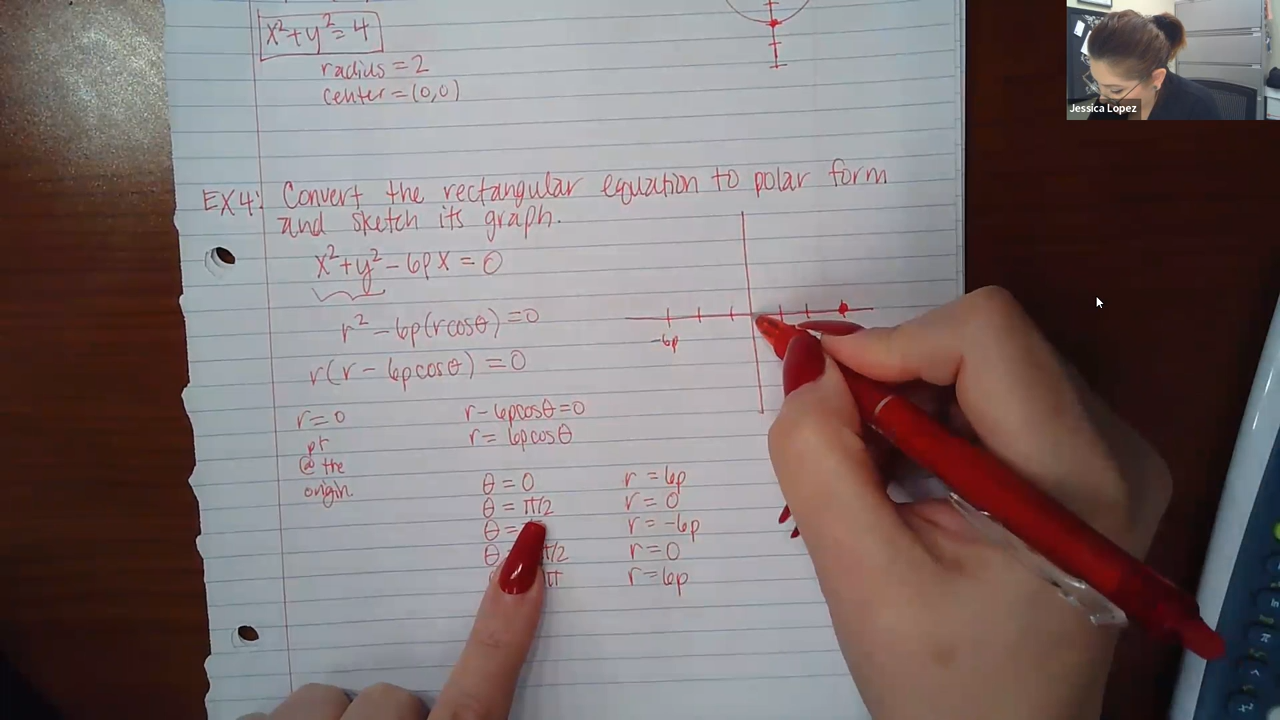 x²+y²=4
radius = 2
center = (0,0)
Jessica Lopez
EX4: Convert the rectangular equation to polar form
and sketch its graph.
x²+y²-6px = 0
r²-6p(rcosθ)=0
r(r-6pcosθ)=0
-6p
r=0
pt
@ the
origin.
r-6pcosθ=0
r= 6pcosθ
θ = 0 r = 6p
θ = π/2 r = 0
θ = r = -6p
θ π/2 r = 0
π r = 6p